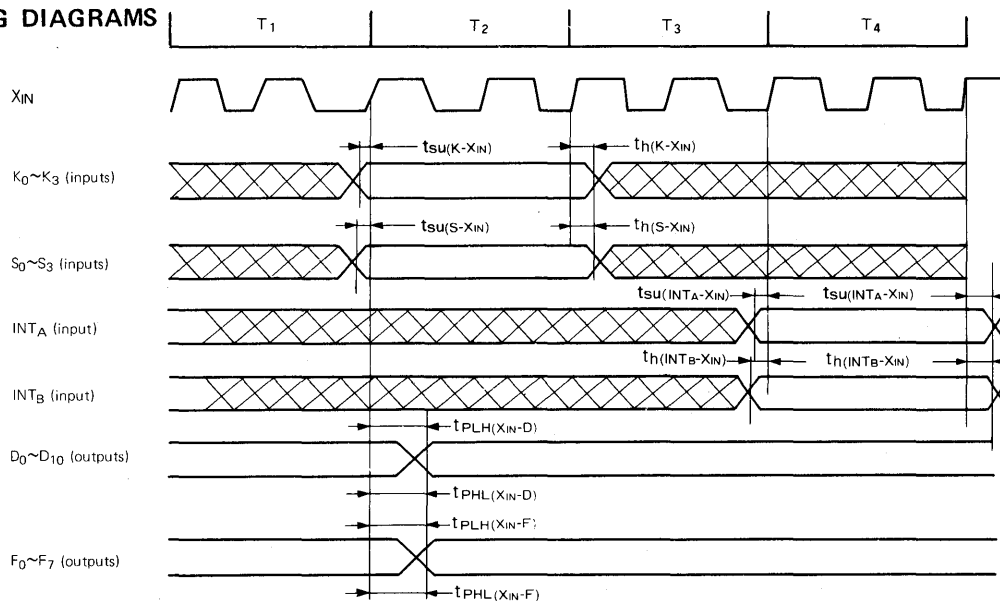 G DIAGRAMS
T1 T2 T3 T4
XIN
tsu(K-XIN) th(K-XIN)
K0~K3 (inputs)
tsu(S-XIN) th(S-XIN)
S0~S3 (inputs)
tsu(INTA-XIN) tsu(INTA-XIN)
INTA (input)
th(INTB-XIN) th(INTB-XIN)
INTB (input)
tPLH(XIN-D)
D0~D10 (outputs)
tPHL(XIN-D)
tPLH(XIN-F)
F0~F7 (outputs)
tPHL(XIN-F)